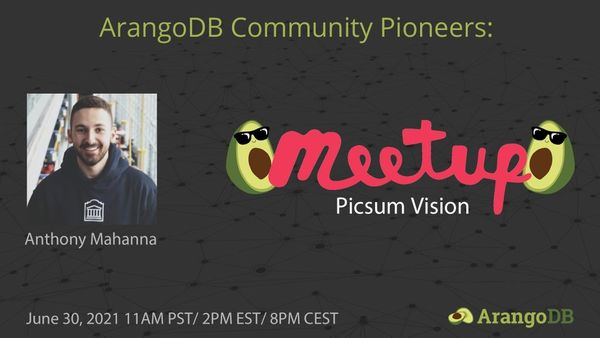 ArangoDB Community Pioneers:
meetup
Picsum Vision
Anthony Mahanna
June 30, 2021 11AM PST/ 2PM EST/ 8PM CEST
ArangoDB